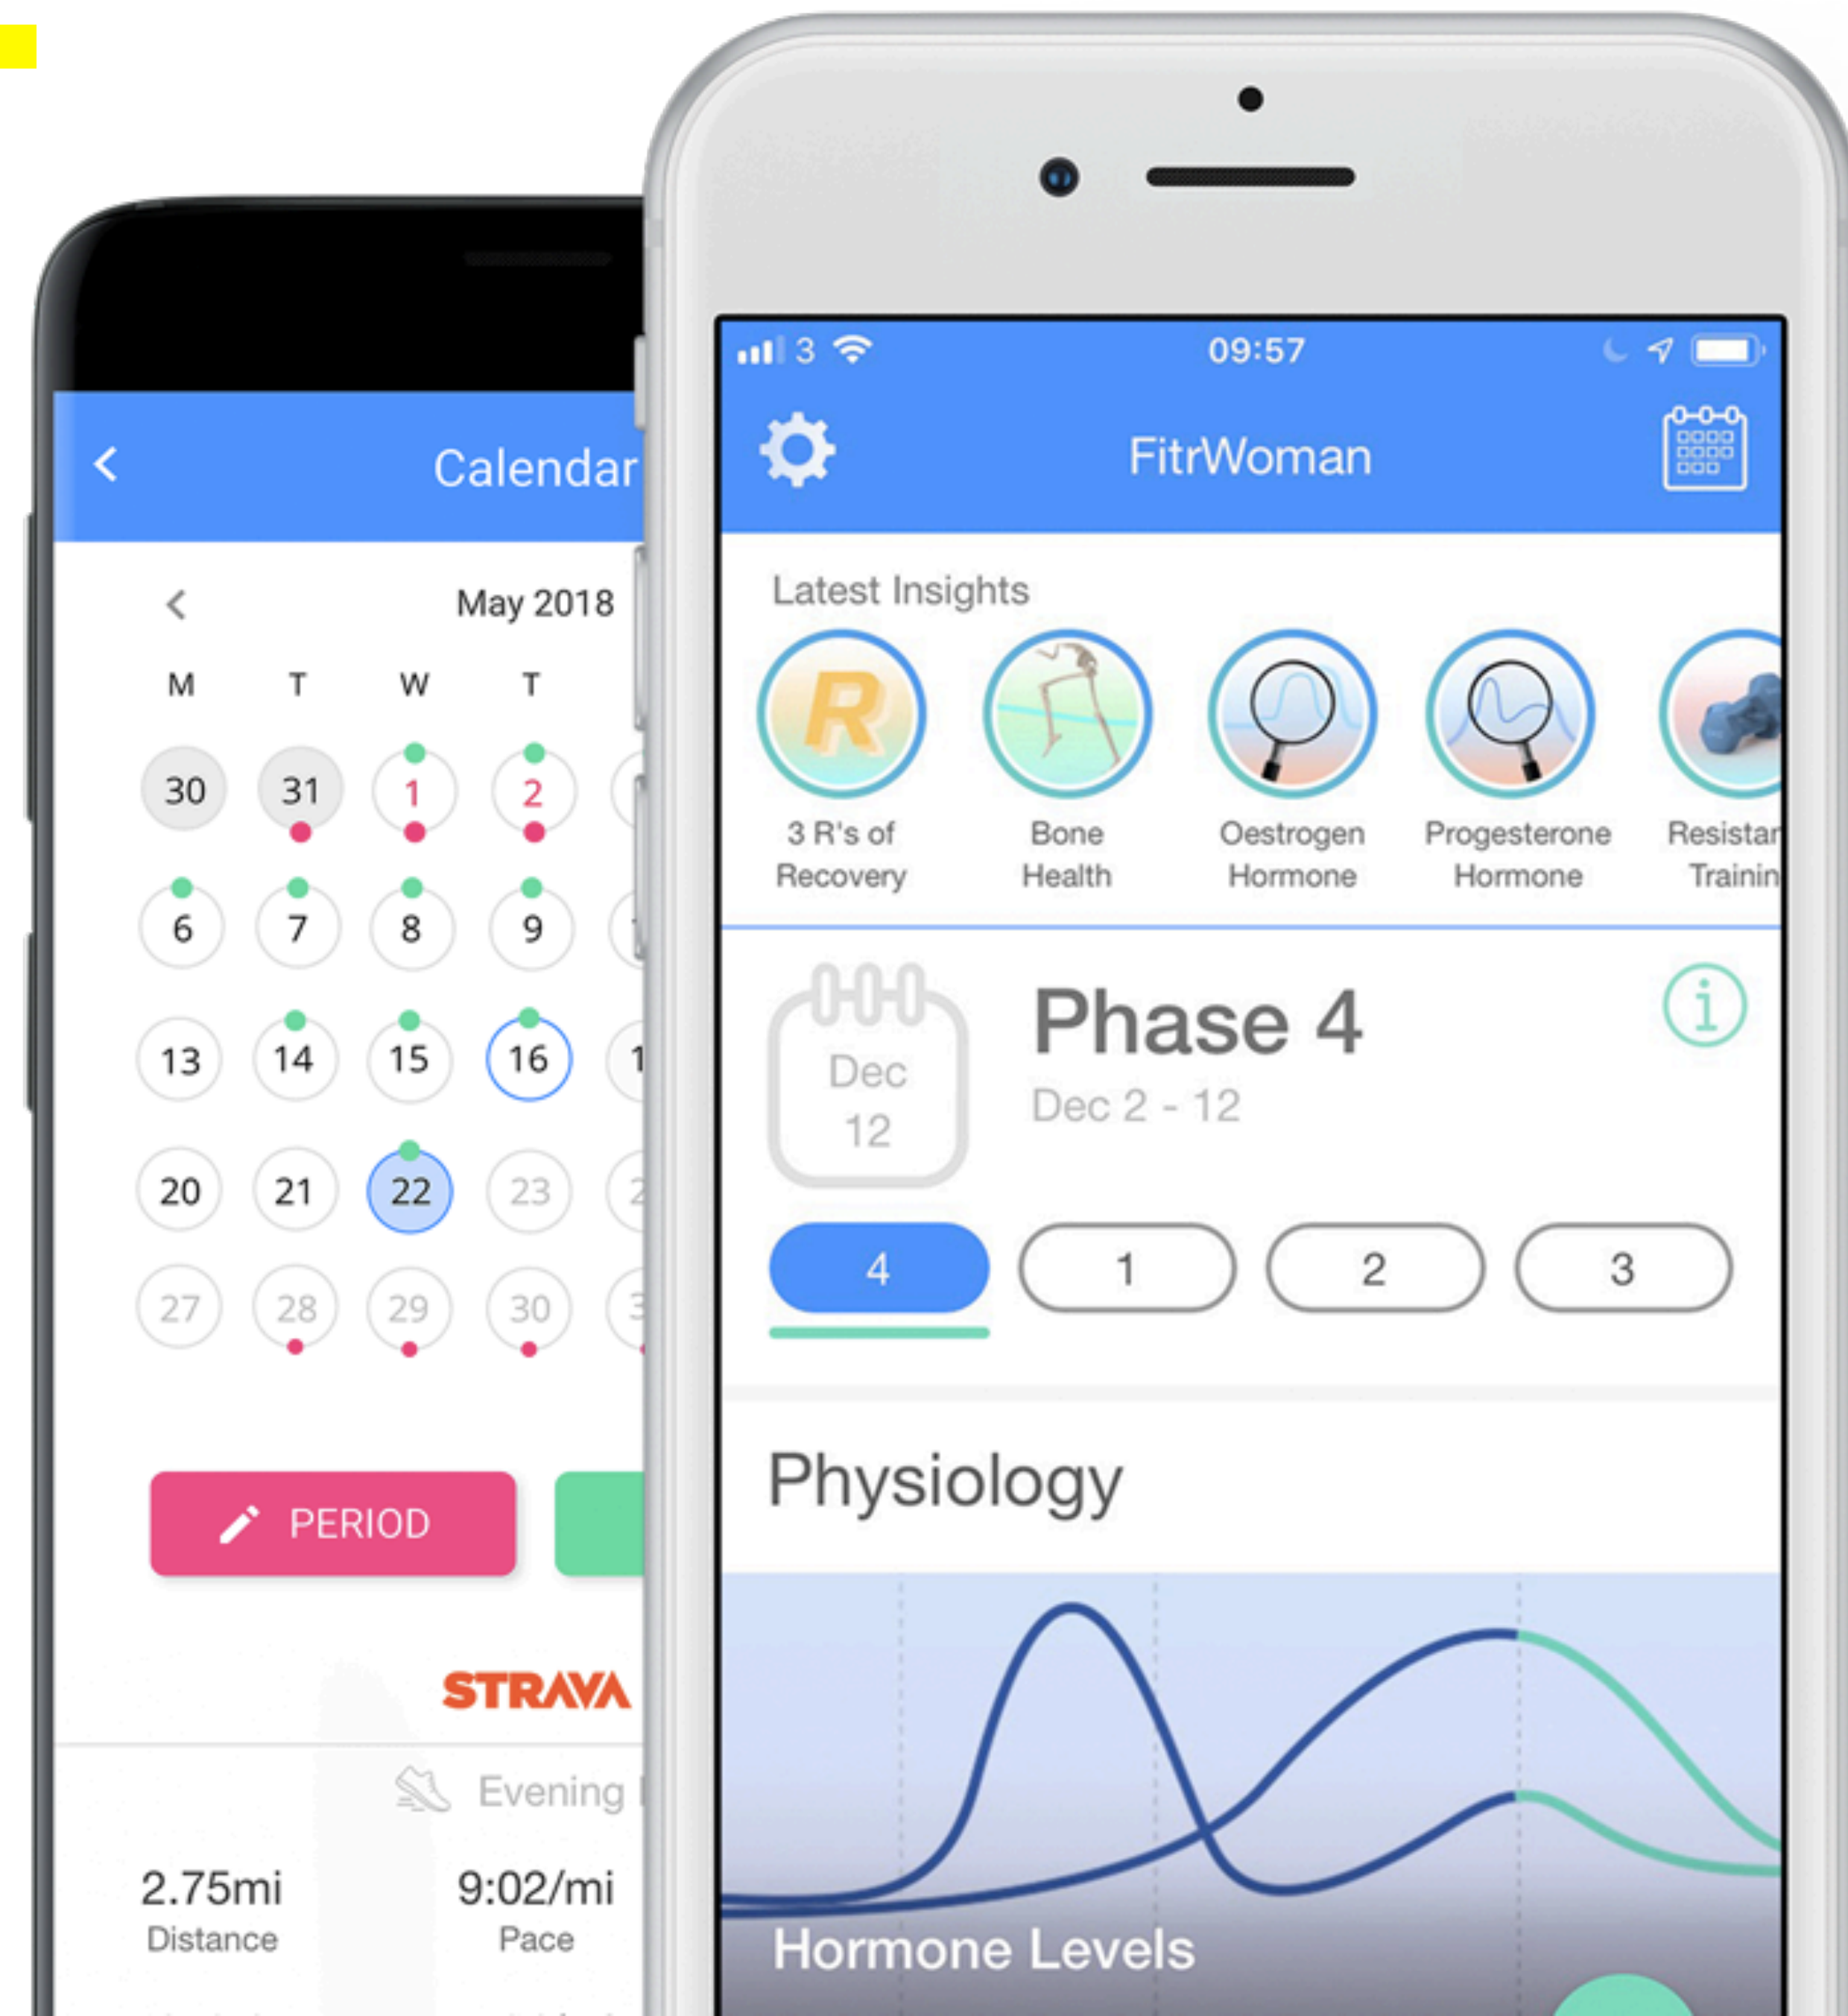 Calendar
May 2018
M T W T
30 31 1 2
6 7 8 9
13 14 15 16
20 21 22 23
27 28 29 30
PERIOD
STRAVA
Evening
2.75mi 9:02/mi
Distance Pace
3 09:57
FitrWoman
Latest Insights
R
3 R's of Recovery
Bone Health
Oestrogen Hormone
Progesterone Hormone
Phase 4
Dec 12
Dec 2 - 12
4 1 2 3
Physiology
Hormone Levels